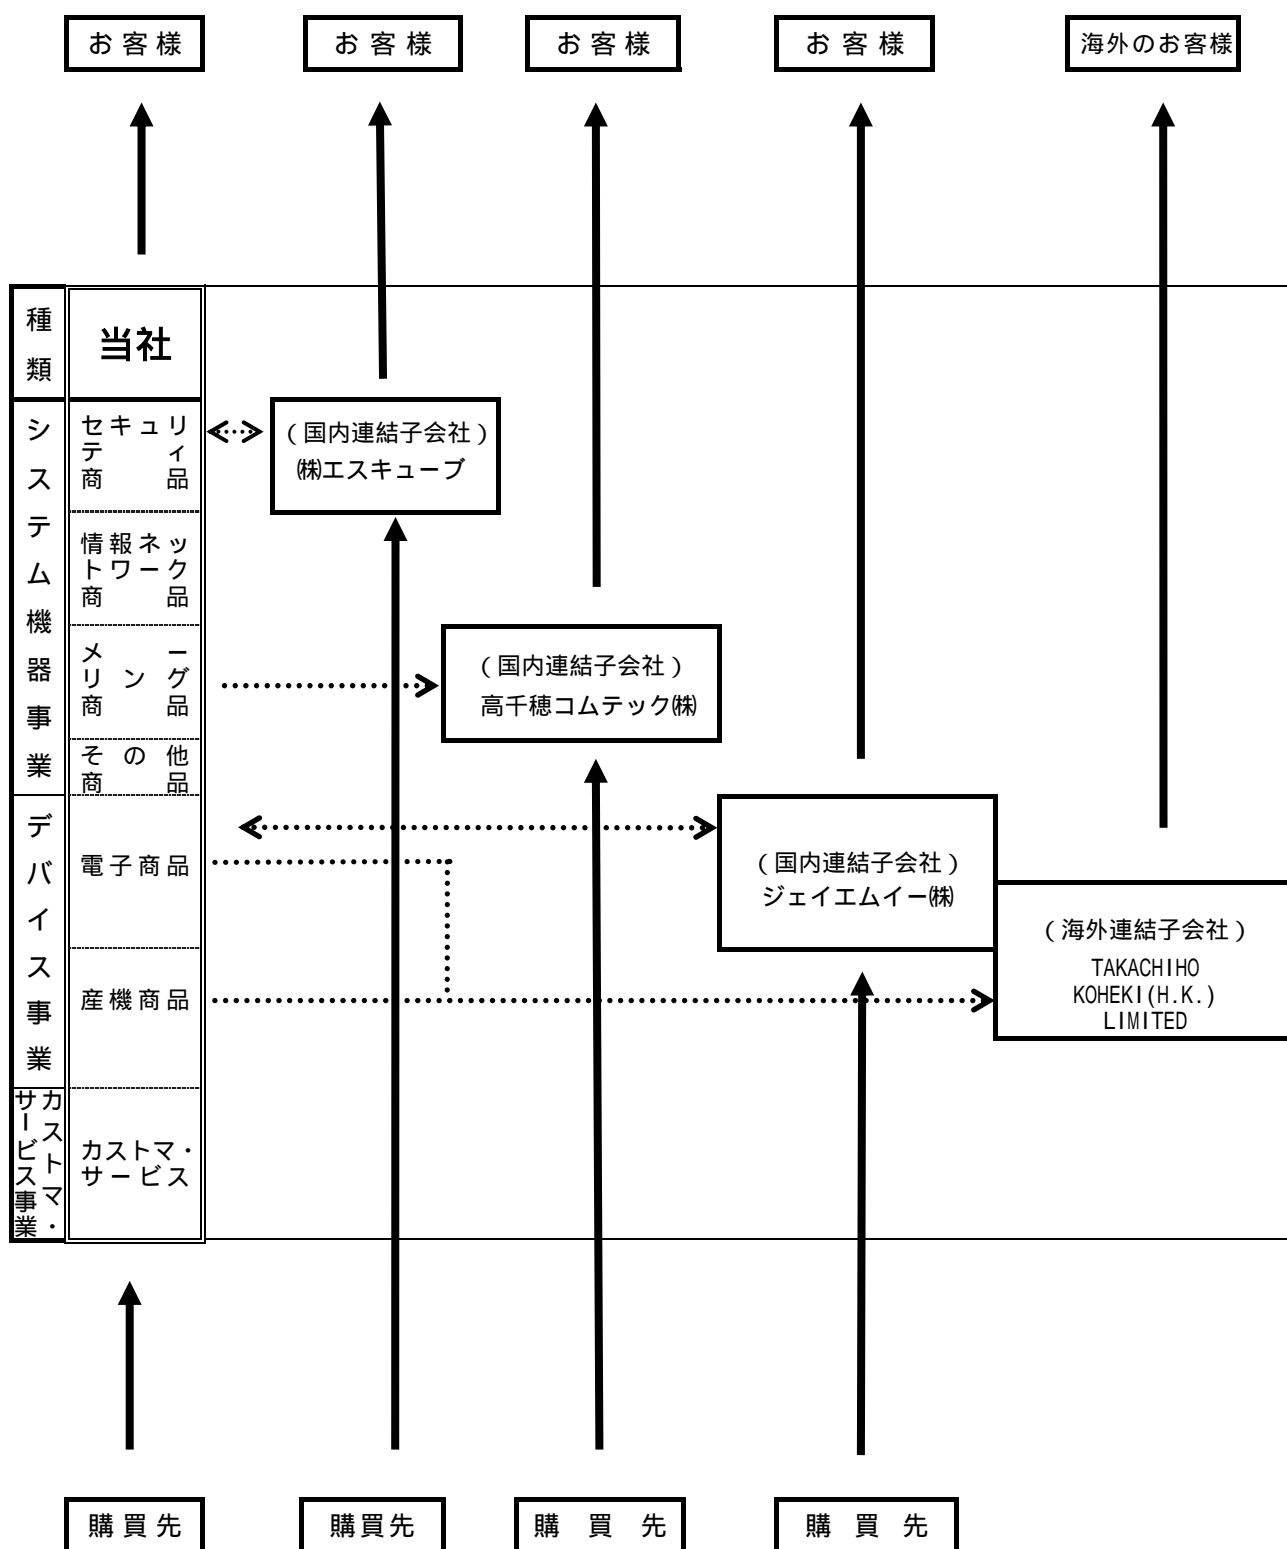 お客様
お客様
お客様
お客様
海外のお客様
種類
当社
システム機器事業
セキュリ
ティ
商品
(国内連結子会社)
㈱エスキューブ
情報ネッ
トワーク
商品
メー
リング
商品
(国内連結子会社)
高千穂コムテック㈱
その他
商品
デバイス事業
電子商品
(国内連結子会社)
ジェイエムイー㈱
(海外連結子会社)
TAKACHIHO
KOHEKI(H.K.)
LIMITED
産機商品
カストマ・
サービス事業
カストマ・
サービス
購買先
購買先
購買先
購買先